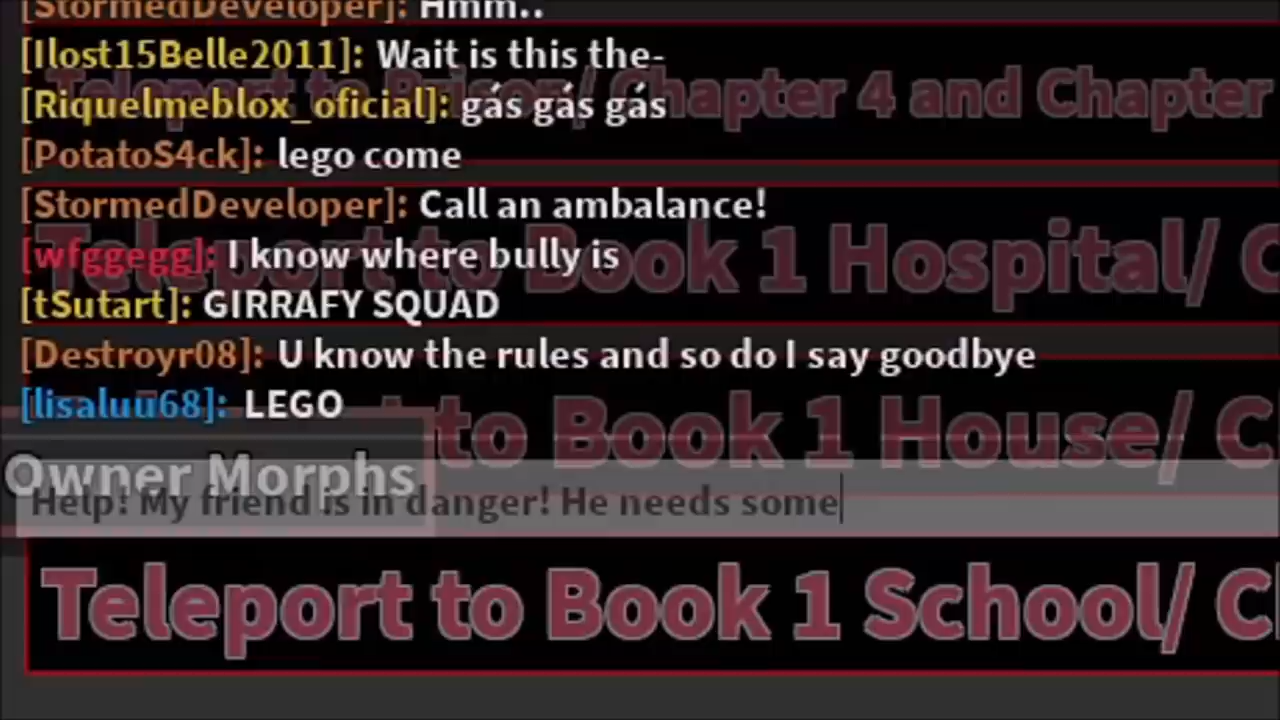 [StormedDeveloper]: Hmm..
[Ilost15Belle2011]: Wait is this the-
Teleport to Prison/ Chapter 4 and Chapter
[Riquelmeblox_oficial]: gás gás gás
[PotatoS4ck]: lego come
[StormedDeveloper]: Call an ambalance!
Teleport to Book 1 Hospital/ C
[wfggegg]: I know where bully is
[tSutart]: GIRRAFY SQUAD
[Destroyr08]: U know the rules and so do I say goodbye
[lisaluu68]: LEGO
to Book 1 House/ C
Owner Morphs
Help! My friend is in danger! He needs some
Teleport to Book 1 School/ C